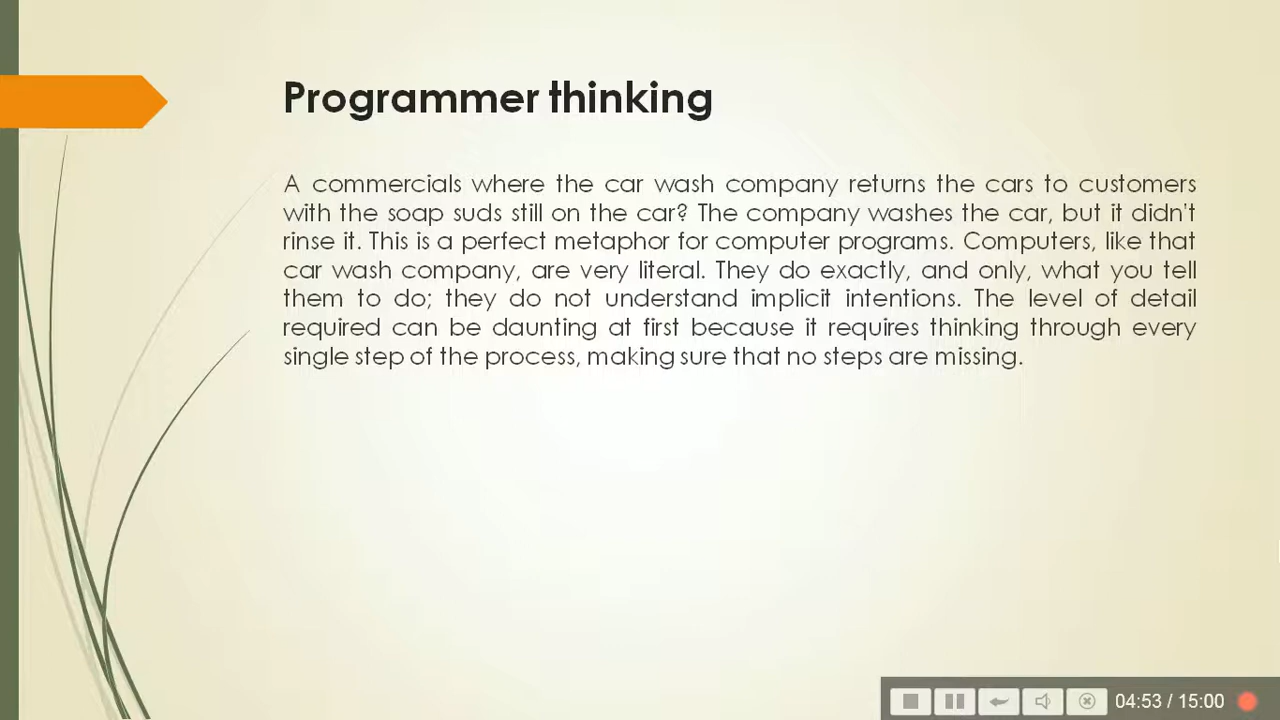 Programmer thinking
A commercials where the car wash company returns the cars to customers
with the soap suds still on the car? The company washes the car, but it didn't
rinse it. This is a perfect metaphor for computer programs. Computers, like that
car wash company, are very literal. They do exactly, and only, what you tell
them to do; they do not understand implicit intentions. The level of detail
required can be daunting at first because it requires thinking through every
single step of the process, making sure that no steps are missing.
04:53 / 15:00